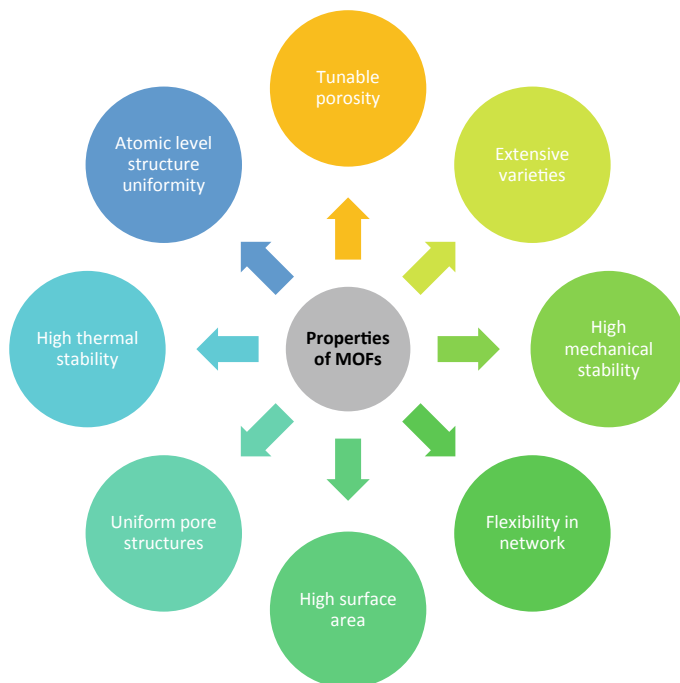 Tunable
porosity
Extensive
varieties
High
mechanical
stability
Flexibility in
network
High surface
area
Uniform pore
structures
High thermal
stability
Atomic level
structure
uniformity
Properties
of MOFs